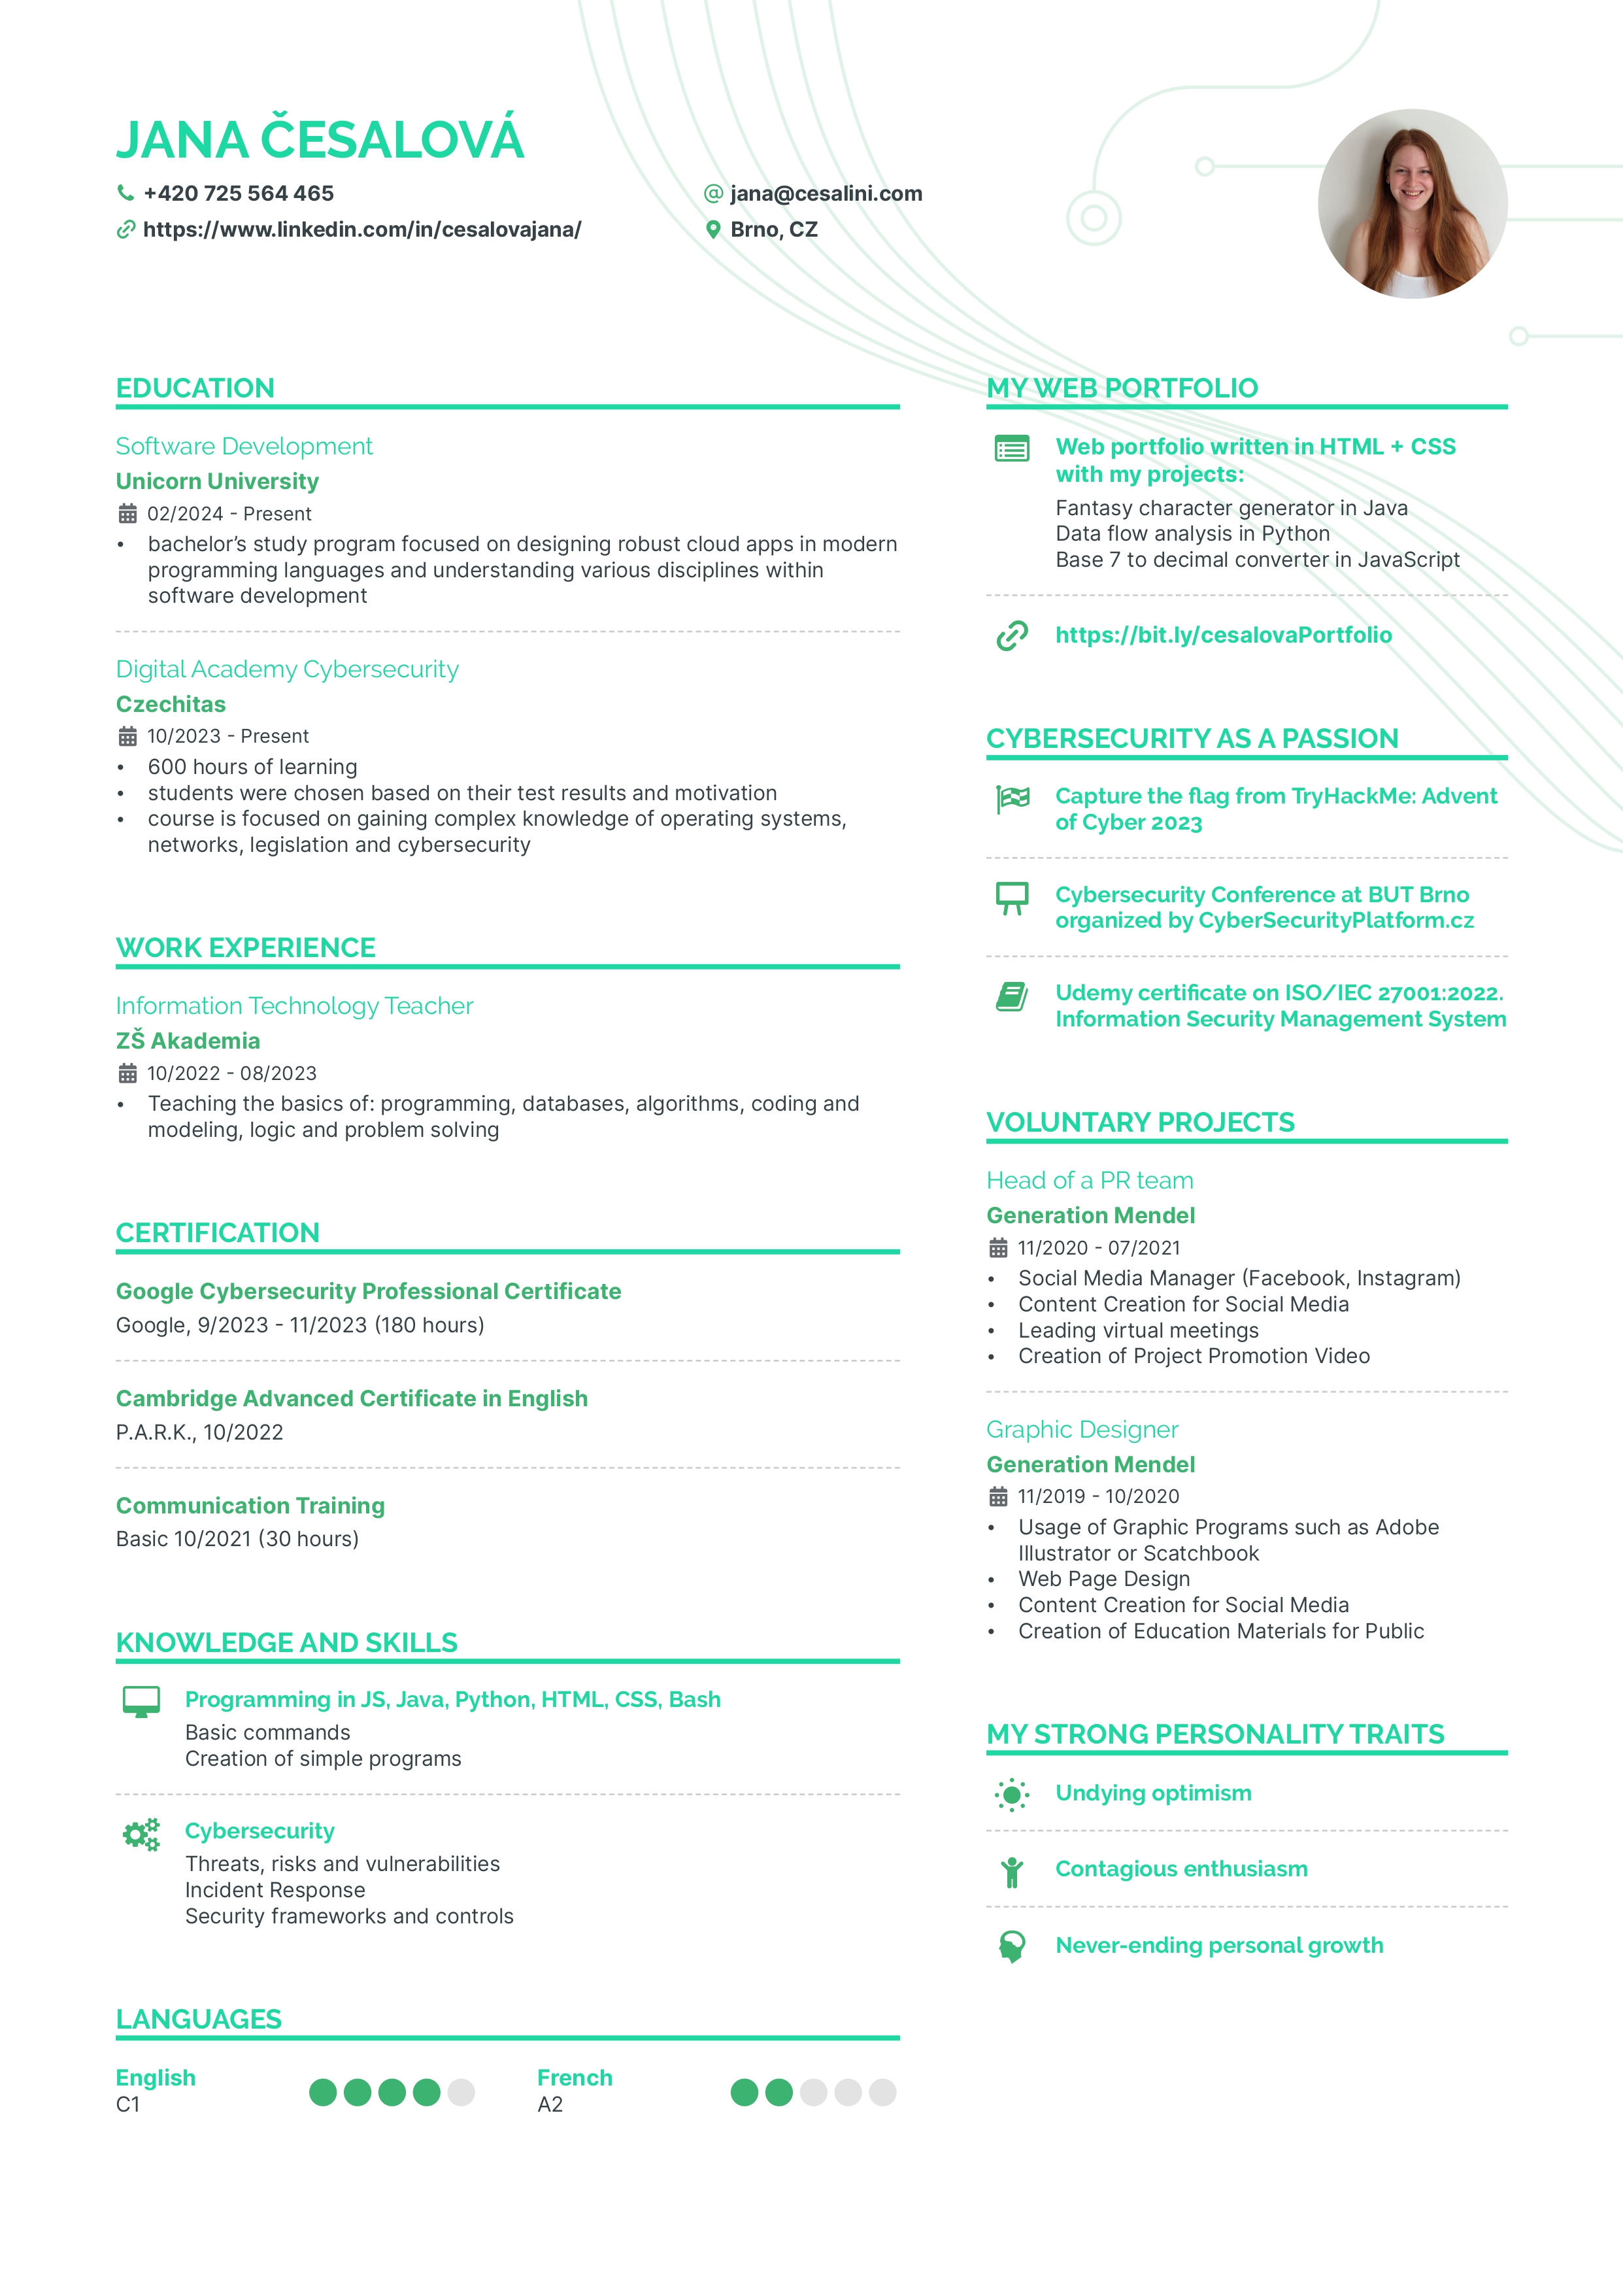 JANA ČESALOVÁ
+420 725 564 465
jana@cesalini.com
https://www.linkedin.com/in/cesalovajana/
Brno, CZ
EDUCATION
Software Development
Unicorn University
02/2024 - Present
• bachelor’s study program focused on designing robust cloud apps in modern
programming languages and understanding various disciplines within
software development
Digital Academy Cybersecurity
Czechitas
10/2023 - Present
• 600 hours of learning
• students were chosen based on their test results and motivation
• course is focused on gaining complex knowledge of operating systems,
networks, legislation and cybersecurity
WORK EXPERIENCE
Information Technology Teacher
ZŠ Akademia
10/2022 - 08/2023
• Teaching the basics of: programming, databases, algorithms, coding and
modeling, logic and problem solving
CERTIFICATION
Google Cybersecurity Professional Certificate
Google, 9/2023 - 11/2023 (180 hours)
Cambridge Advanced Certificate in English
P.A.R.K., 10/2022
Communication Training
Basic 10/2021 (30 hours)
KNOWLEDGE AND SKILLS
Programming in JS, Java, Python, HTML, CSS, Bash
Basic commands
Creation of simple programs
Cybersecurity
Threats, risks and vulnerabilities
Incident Response
Security frameworks and controls
LANGUAGES
English
C1
French
A2
MY WEB PORTFOLIO
Web portfolio written in HTML + CSS
with my projects:
Fantasy character generator in Java
Data flow analysis in Python
Base 7 to decimal converter in JavaScript
https://bit.ly/cesalovaPortfolio
CYBERSECURITY AS A PASSION
Capture the flag from TryHackMe: Advent
of Cyber 2023
Cybersecurity Conference at BUT Brno
organized by CyberSecurityPlatform.cz
Udemy certificate on ISO/IEC 27001:2022.
Information Security Management System
VOLUNTARY PROJECTS
Head of a PR team
Generation Mendel
11/2020 - 07/2021
• Social Media Manager (Facebook, Instagram)
• Content Creation for Social Media
• Leading virtual meetings
• Creation of Project Promotion Video
Graphic Designer
Generation Mendel
11/2019 - 10/2020
• Usage of Graphic Programs such as Adobe
Illustrator or Scatchbook
• Web Page Design
• Content Creation for Social Media
• Creation of Education Materials for Public
MY STRONG PERSONALITY TRAITS
Undying optimism
Contagious enthusiasm
Never-ending personal growth